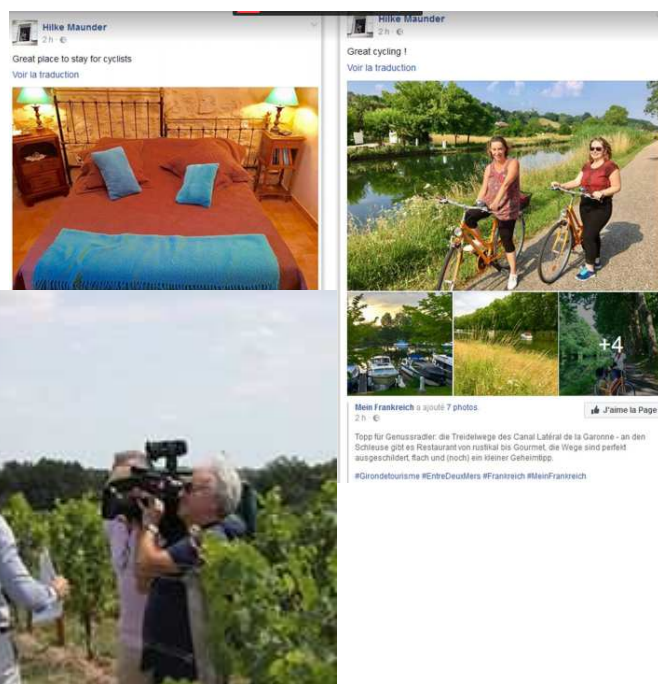 Hilke Maunder
2 h ·
Great place to stay for cyclists
Voir la traduction
Hilke Maunder
2 h ·
Great cycling !
Voir la traduction
+4
Mein Frankreich a ajouté 7 photos.
2 h ·
J'aime la Page
Topp für Genussradler: die Treidelwege des Canal Latéral de la Garonne - an den
Schleuse gibt es Restaurant von rustikal bis Gourmet, die Wege sind perfekt
ausgeschildert, flach und (noch) ein kleiner Geheimtipp.
#Girondetourisme #EntreDeuxMers #Frankreich #MeinFrankreich